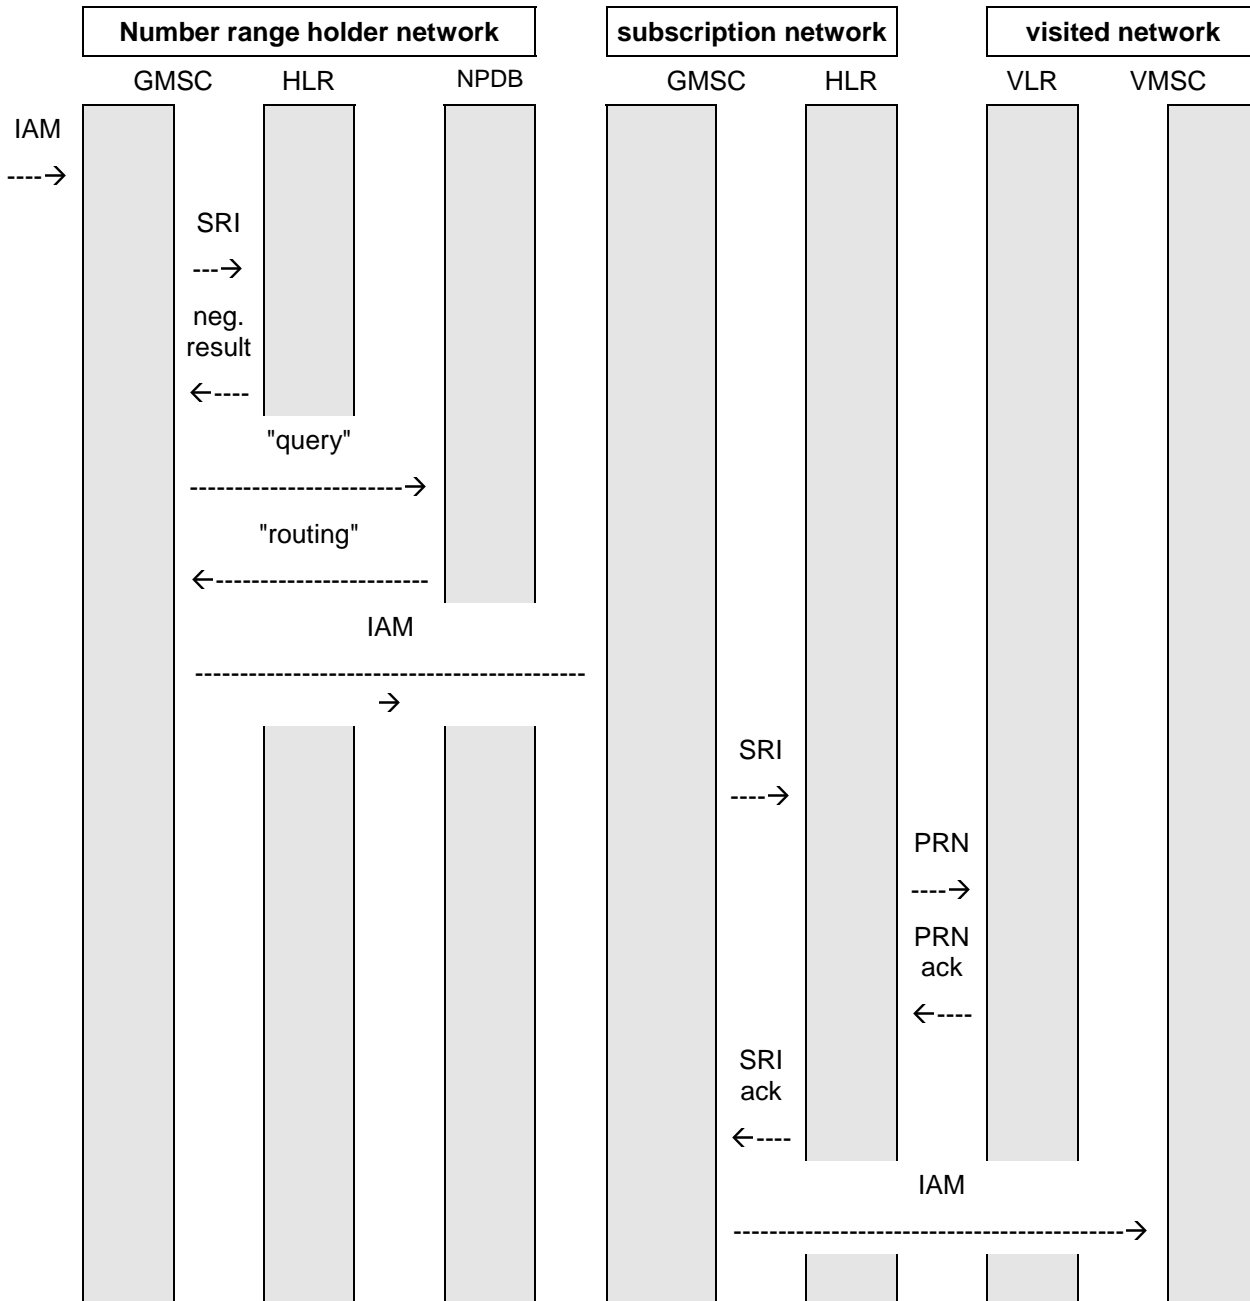 Number range holder network
subscription network
visited network
GMSC HLR NPDB GMSC HLR VLR VMSC
IAM
----→
SRI
---→
neg.
result
←----
"query"
------------------------→
"routing"
←------------------------
IAM
--------------------------------------------
→
SRI
----→
PRN
----→
PRN
ack
←----
SRI
ack
←----
IAM
--------------------------------------------→